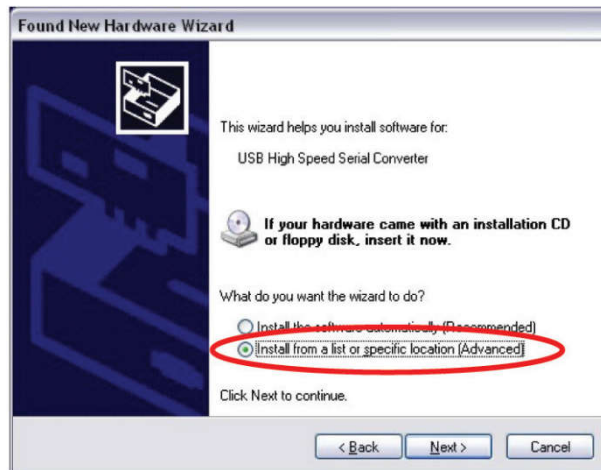 Found New Hardware Wizard
This wizard helps you install software for:
USB High Speed Serial Converter
If your hardware came with an installation CD
or floppy disk, insert it now.
What do you want the wizard to do?
Install the software automatically (Recommended)
Install from a list or specific location (Advanced)
Click Next to continue.
< Back
Next >
Cancel